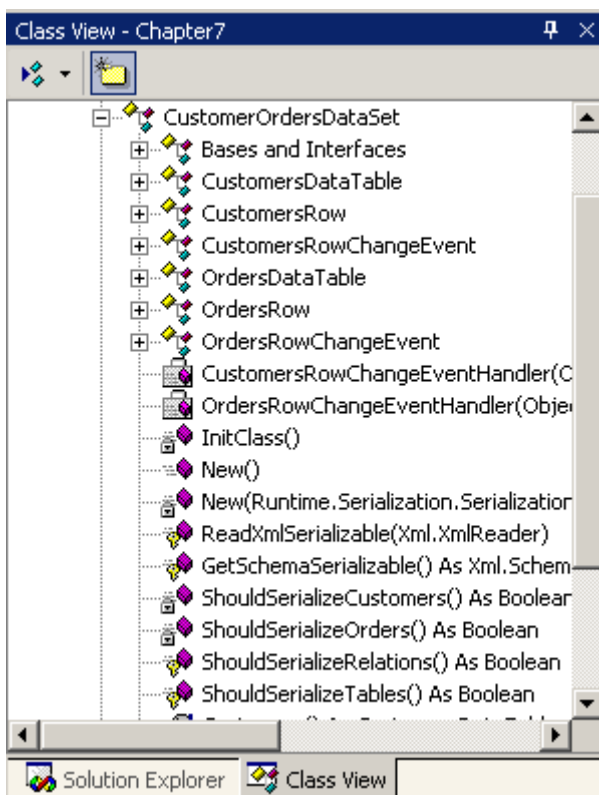 Class View - Chapter7
CustomerOrdersDataSet
Bases and Interfaces
CustomersDataTable
CustomersRow
CustomersRowChangeEvent
OrdersDataTable
OrdersRow
OrdersRowChangeEvent
CustomersRowChangeEventHandler(O
OrdersRowChangeEventHandler(Obje
InitClass()
New()
New(Runtime.Serialization.Serialization
ReadXmlSerializable(Xml.XmlReader)
GetSchemaSerializable() As Xml.Schem
ShouldSerializeCustomers() As Boolear
ShouldSerializeOrders() As Boolean
ShouldSerializeRelations() As Boolean
ShouldSerializeTables() As Boolean
Solution Explorer Class View